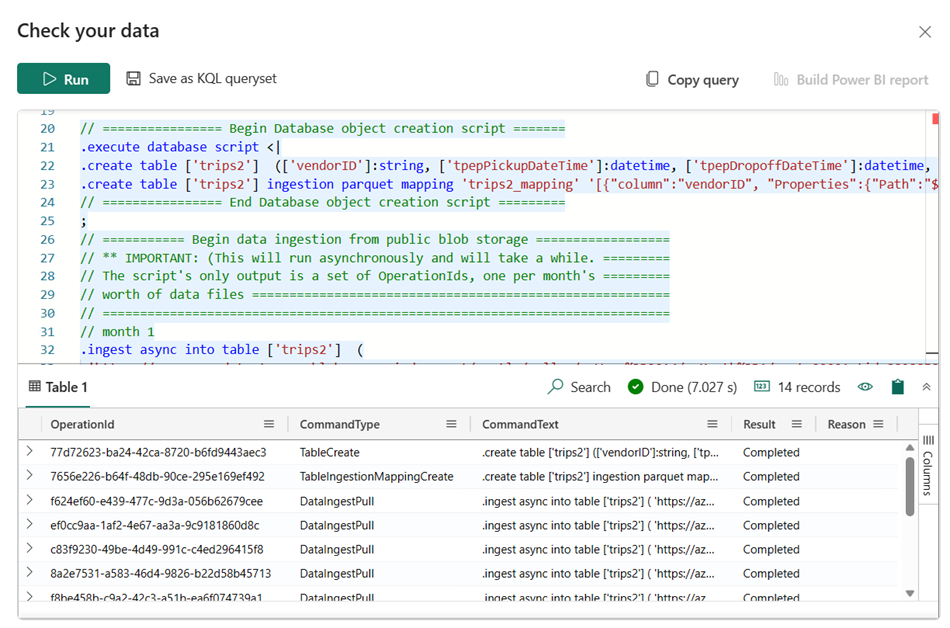 Check your data
Run
Save as KQL queryset
Copy query
Build Power BI report
19
20 // ================ Begin Database object creation script =======
21 .execute database script <|
22 .create table ['trips2']  (['vendorID']:string, ['tpepPickupDateTime']:datetime, ['tpepDropoffDateTime']:datetime,
23 .create table ['trips2'] ingestion parquet mapping 'trips2_mapping' '[{"column":"vendorID", "Properties":{"Path":"$
24 // ================ End Database object creation script =========
25 ;
26 // =========== Begin data ingestion from public blob storage ==================
27 // ** IMPORTANT: (This will run asynchronously and will take a while. =========
28 // The script's only output is a set of OperationIds, one per month's =========
29 // worth of data files ========================================================
30 // ============================================================================
31 // month 1
32 .ingest async into table ['trips2']  (
Table 1
Search
Done (7.027 s)
14 records
OperationId CommandType CommandText Result Reason
77d72623-ba24-42ca-8720-b6fd9443aec3 TableCreate .create table ['trips2'] (['vendorID']:string, ['tp... Completed
7656e226-b64f-48db-90ce-295e169ef492 TableIngestionMappingCreate .create table ['trips2'] ingestion parquet map... Completed
f624ef60-e439-477c-9d3a-056b62679cee DataIngestPull .ingest async into table ['trips2'] ( 'https://az... Completed
ef0cc9aa-1af2-4e67-aa3a-9c9181860d8c DataIngestPull .ingest async into table ['trips2'] ( 'https://az... Completed
c83f9230-49be-4d49-991c-c4ed296415f8 DataIngestPull .ingest async into table ['trips2'] ( 'https://az... Completed
8a2e7531-a583-46d4-9826-b22d58b45713 DataIngestPull .ingest async into table ['trips2'] ( 'https://az... Completed
f8be458b-c9a2-42c3-a51b-ea6f074739a1 DataIngestPull .ingest async into table ['trips2'] ( 'https://az... Completed
Columns